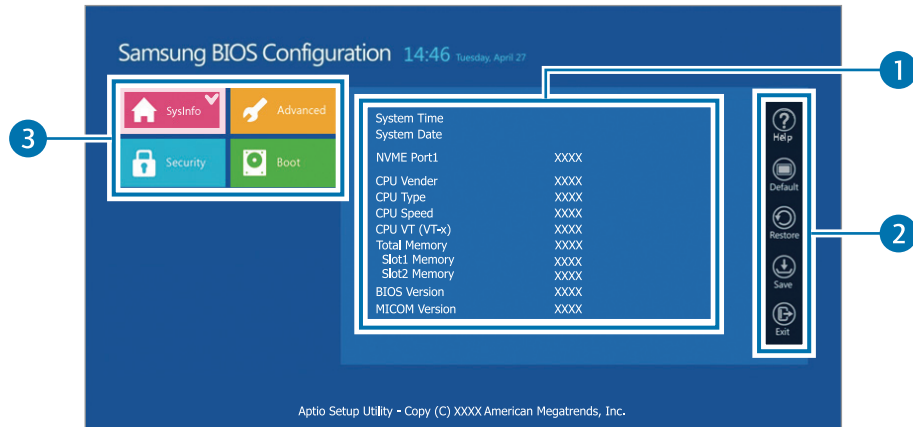 Samsung BIOS Configuration 14:46 Tuesday, April 27
1
3
SysInfo
Advanced
Security
Boot
System Time
System Date
NVME Port1 XXXX
CPU Vender XXXX
CPU Type XXXX
CPU Speed XXXX
CPU VT (VT-x) XXXX
Total Memory XXXX
Slot1 Memory XXXX
Slot2 Memory XXXX
BIOS Version XXXX
MICOM Version XXXX
Help
Default
Restore
Save
Exit
2
Aptio Setup Utility - Copy (C) XXXX American Megatrends, Inc.